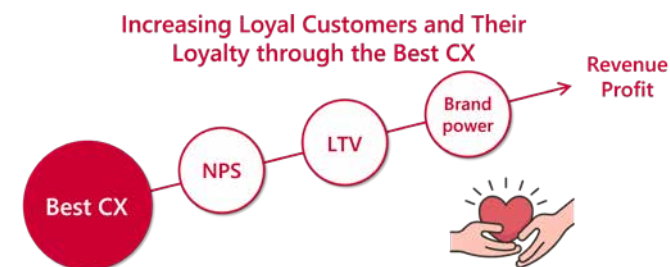 Increasing Loyal Customers and Their
Loyalty through the Best CX
Revenue
Profit
Brand
power
LTV
NPS
Best CX